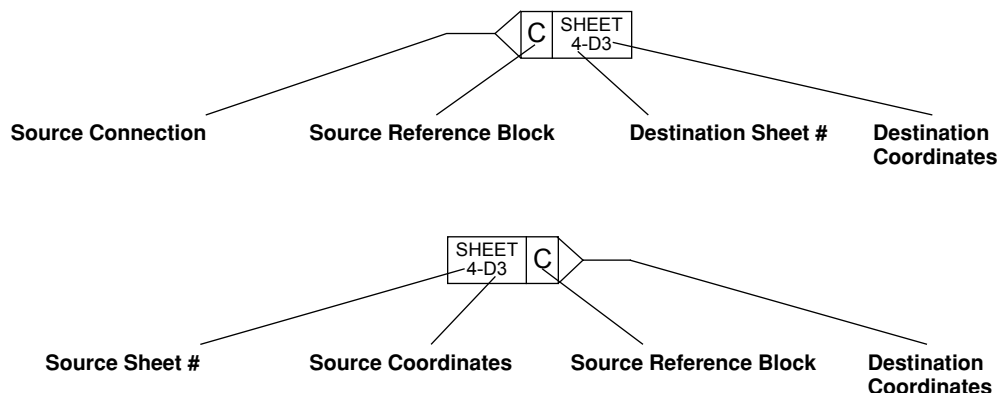 C
SHEET
4-D3
Source Connection
Source Reference Block
Destination Sheet #
Destination
Coordinates
SHEET
4-D3
C
Source Sheet #
Source Coordinates
Source Reference Block
Destination
Coordinates